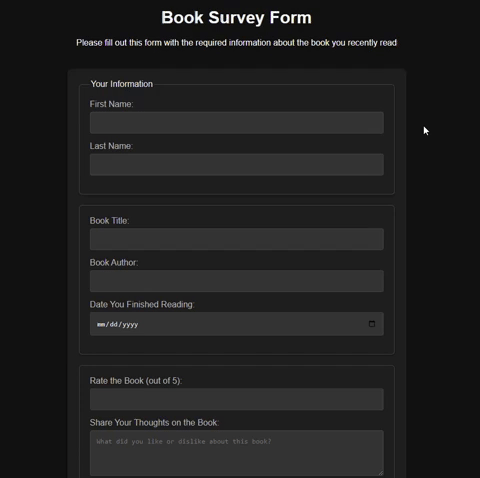 Book Survey Form
Please fill out this form with the required information about the book you recently read
Your Information
First Name:
Last Name:
Book Title:
Book Author:
Date You Finished Reading:
mm/dd/yyyy
Rate the Book (out of 5):
Share Your Thoughts on the Book:
What did you like or dislike about this book?